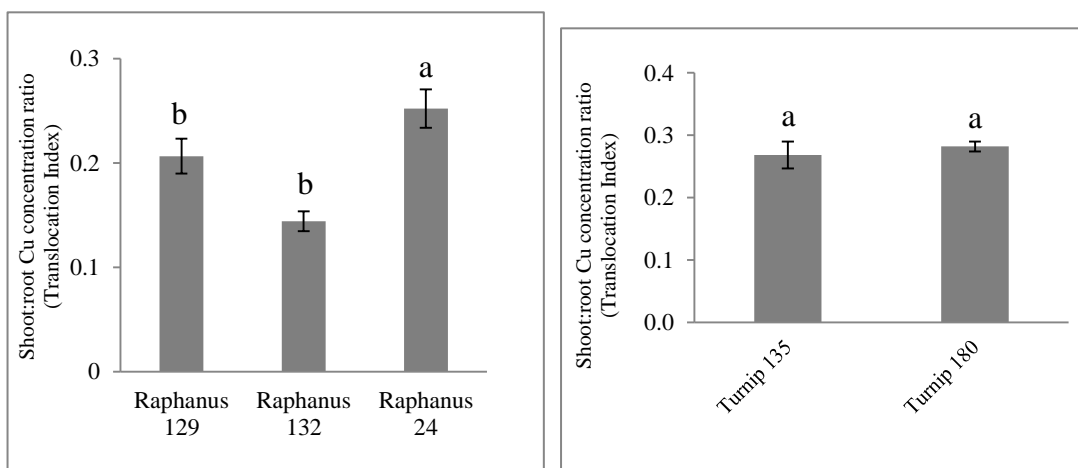 Shoot:root Cu concentration ratio
(Translocation Index)
0.3
0.2
0.1
0
b
b
a
Raphanus
129
Raphanus
132
Raphanus
24
Shoot:root Cu concentration ratio
(Translocation Index)
0.4
0.3
0.2
0.1
0.0
a
a
Turnip 135
Turnip 180